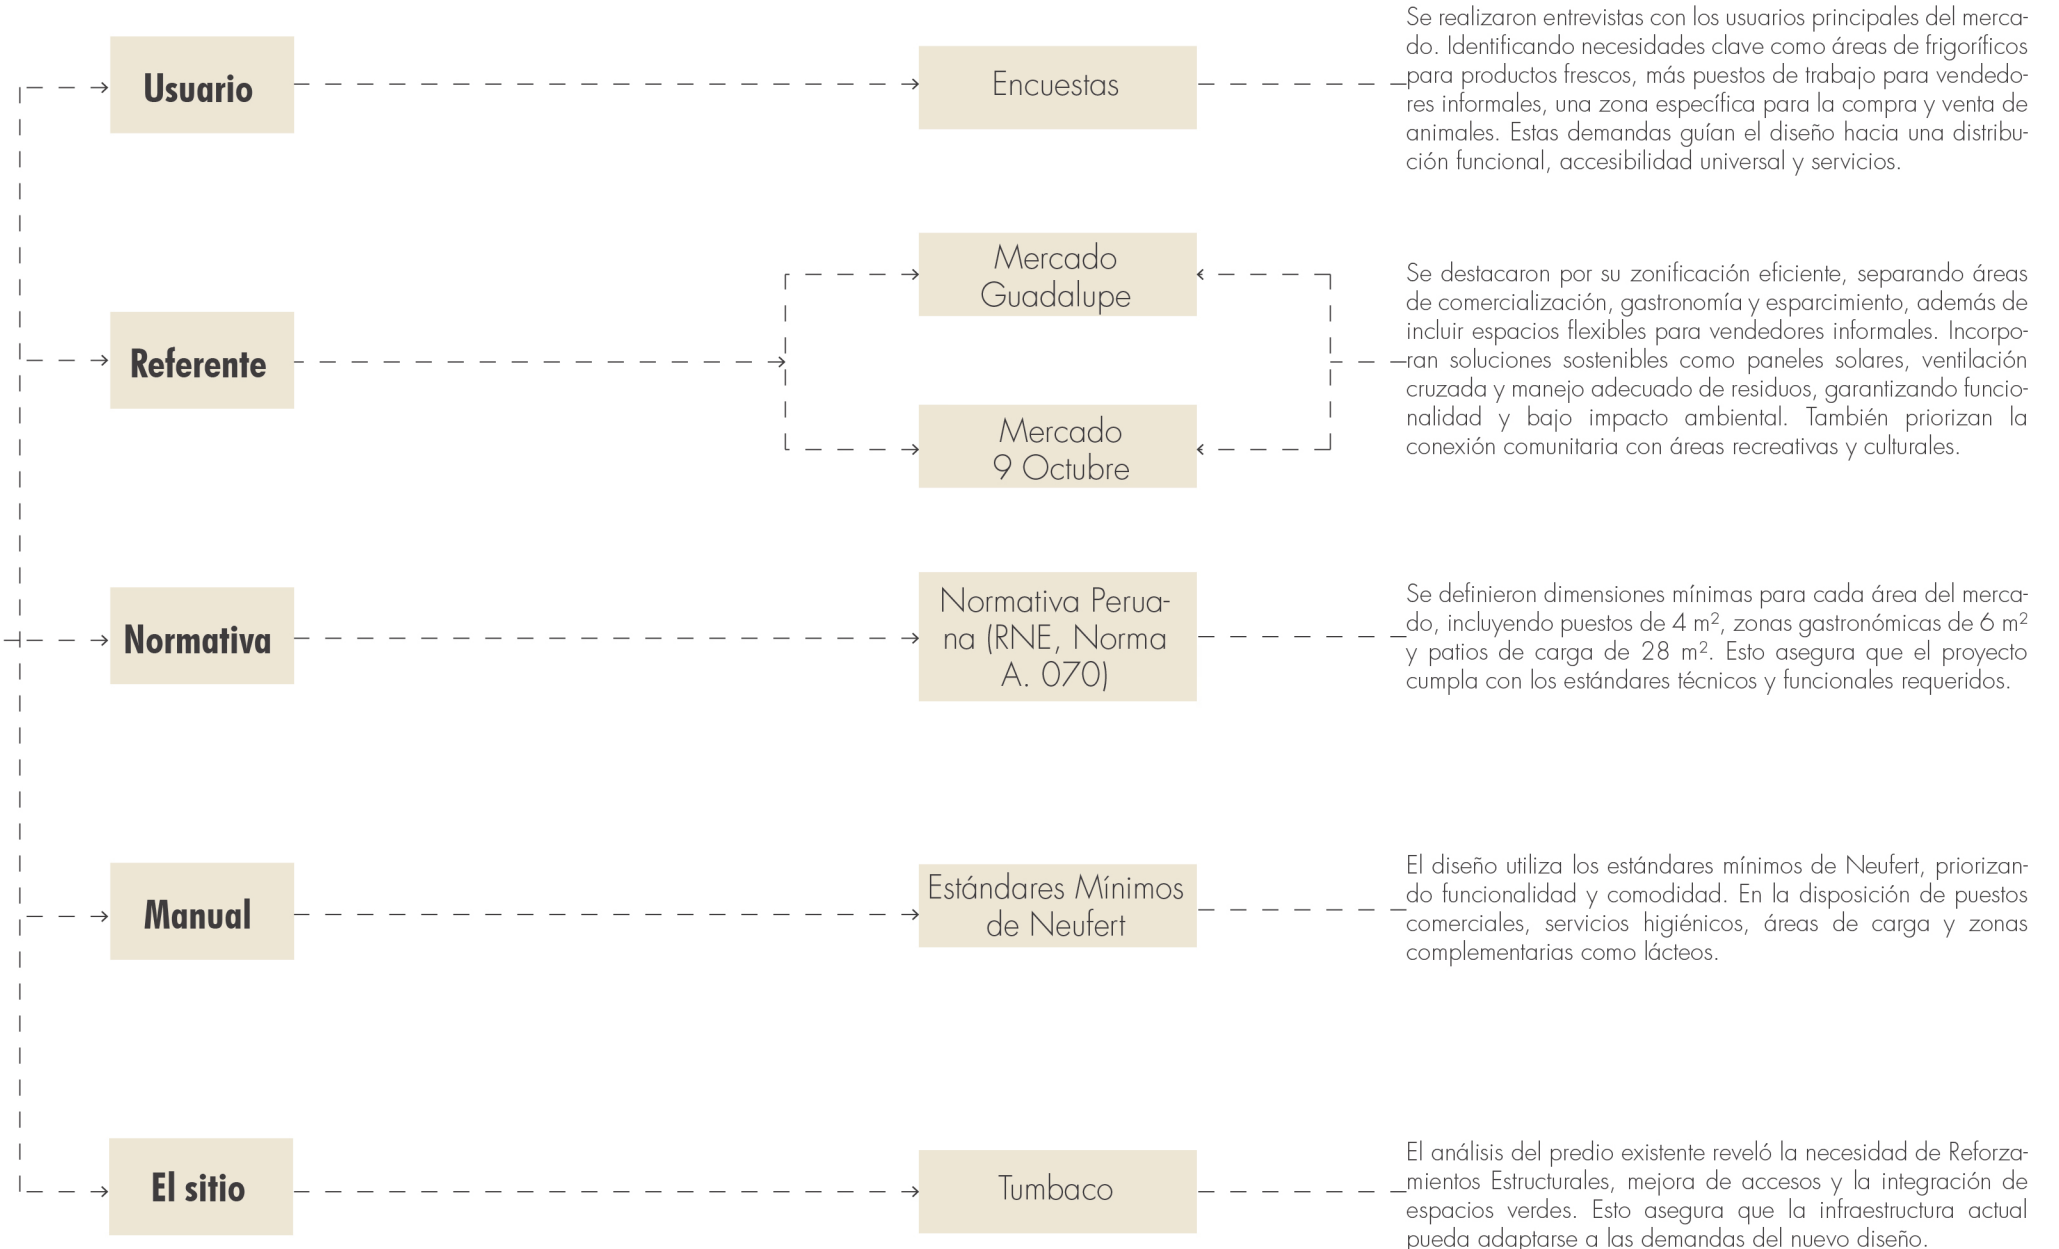 Usuario
Encuestas
Se realizaron entrevistas con los usuarios principales del merca-
do. Identificando necesidades clave como áreas de frigoríficos
para productos frescos, más puestos de trabajo para vendedo-
res informales, una zona específica para la compra y venta de
animales. Estas demandas guían el diseño hacia una distribu-
ción funcional, accesibilidad universal y servicios.
Referente
Mercado
Guadalupe
Mercado
9 Octubre
Se destacaron por su zonificación eficiente, separando áreas
de comercialización, gastronomía y esparcimiento, además de
incluir espacios flexibles para vendedores informales. Incorpo-
ran soluciones sostenibles como paneles solares, ventilación
cruzada y manejo adecuado de residuos, garantizando funcio-
nalidad y bajo impacto ambiental. También priorizan la
conexión comunitaria con áreas recreativas y culturales.
Normativa
Normativa Perua-
na (RNE, Norma
A. 070)
Se definieron dimensiones mínimas para cada área del merca-
do, incluyendo puestos de 4 m², zonas gastronómicas de 6 m²
y patios de carga de 28 m². Esto asegura que el proyecto
cumpla con los estándares técnicos y funcionales requeridos.
Manual
Estándares Mínimos
de Neufert
El diseño utiliza los estándares mínimos de Neufert, priorizan-
do funcionalidad y comodidad. En la disposición de puestos
comerciales, servicios higiénicos, áreas de carga y zonas
complementarias como lácteos.
El sitio
Tumbaco
El análisis del predio existente reveló la necesidad de Reforza-
mientos Estructurales, mejora de accesos y la integración de
espacios verdes. Esto asegura que la infraestructura actual
pueda adaptarse a las demandas del nuevo diseño.